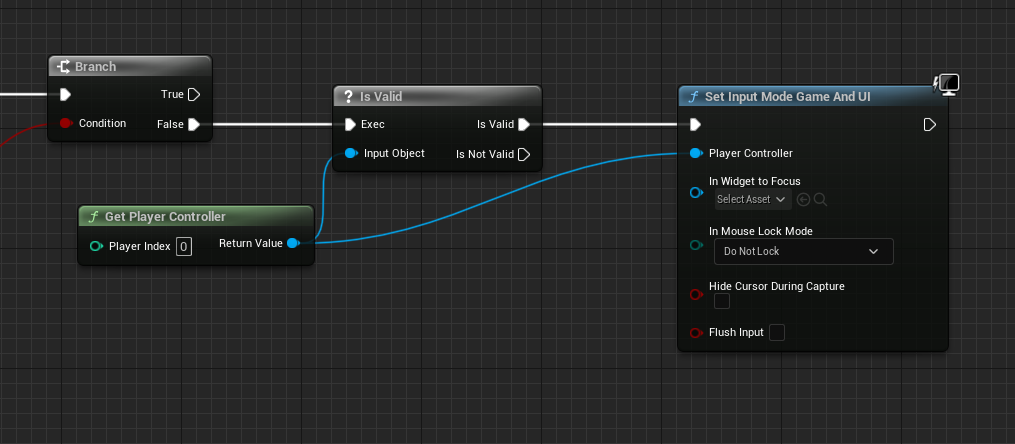 Branch
True
Condition
False
? Is Valid
Exec
Is Valid
Input Object
Is Not Valid
f Set Input Mode Game And UI
Player Controller
In Widget to Focus
Select Asset
In Mouse Lock Mode
Do Not Lock
Hide Cursor During Capture
Flush Input
f Get Player Controller
Player Index 0
Return Value